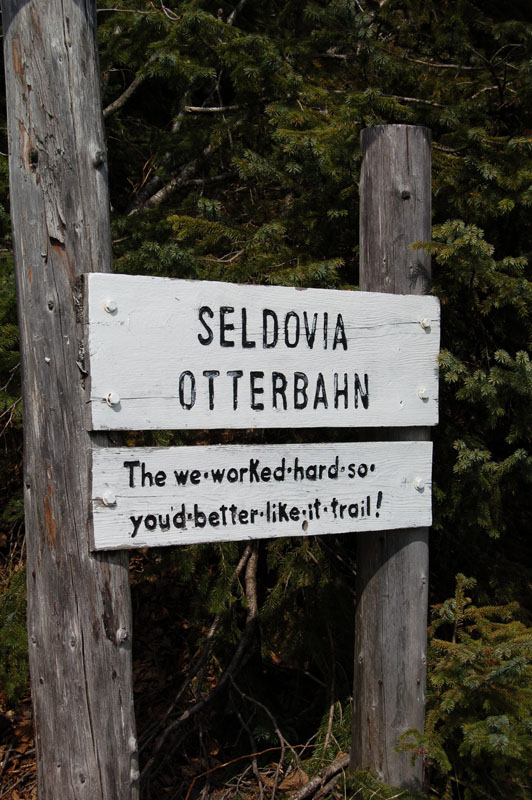 SELDOVIA
OTTERBAHN
The we·worked·hard·so·
you'd·better·like·it·trail!